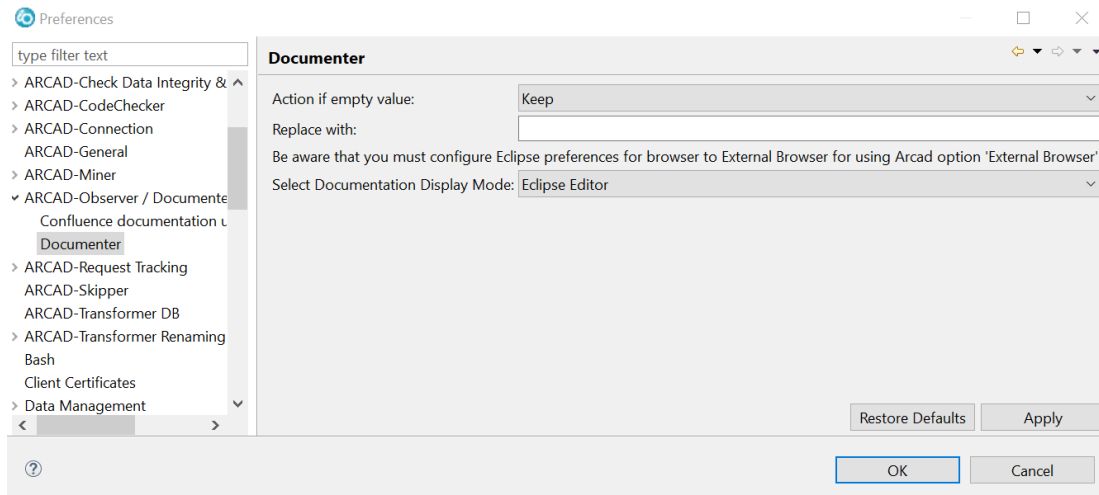 Preferences
type filter text
ARCAD-Check Data Integrity &
ARCAD-CodeChecker
ARCAD-Connection
ARCAD-General
ARCAD-Miner
ARCAD-Observer / Documente
Confluence documentation u
Documenter
ARCAD-Request Tracking
ARCAD-Skipper
ARCAD-Transformer DB
ARCAD-Transformer Renaming
Bash
Client Certificates
Data Management
Documenter
Action if empty value: Keep
Replace with:
Be aware that you must configure Eclipse preferences for browser to External Browser for using Arcad option 'External Browser'
Select Documentation Display Mode: Eclipse Editor
Restore Defaults Apply
? OK Cancel